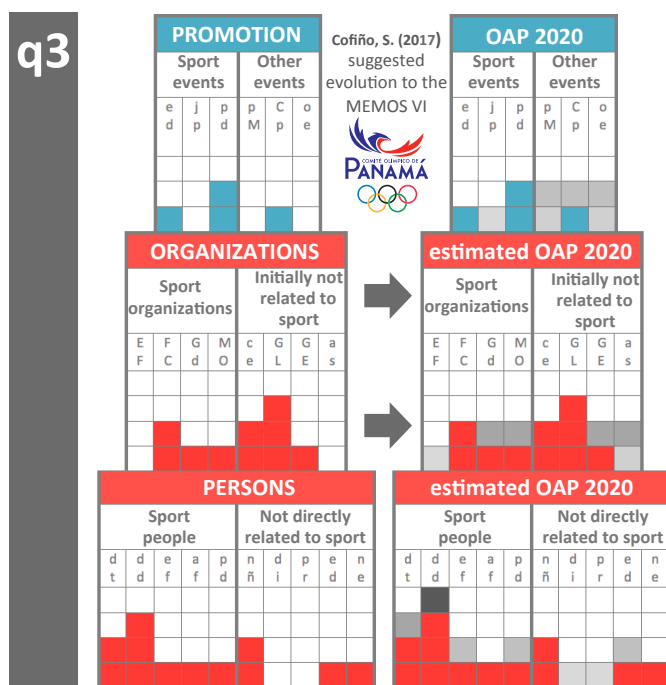 q3
PROMOTION
Sport events
Other events
e d
j p
p d
p M
C p
o e
Cofiño, S. (2017)
suggested
evolution to the
MEMOS VI
COMITÉ OLÍMPICO DE
PANAMÁ
OAP 2020
Sport events
Other events
e d
j p
p d
p M
C p
o e
ORGANIZATIONS
Sport organizations
Initially not related to sport
E F
F C
G d
M O
c e
G L
G E
a s
estimated OAP 2020
Sport organizations
Initially not related to sport
E F
F C
G d
M O
c e
G L
G E
a s
PERSONS
Sport people
Not directly related to sport
d t
d d
e f
a f
p d
n ñ
d i
p r
e d
n e
estimated OAP 2020
Sport people
Not directly related to sport
d t
d d
e f
a f
p d
n ñ
d i
p r
e d
n e